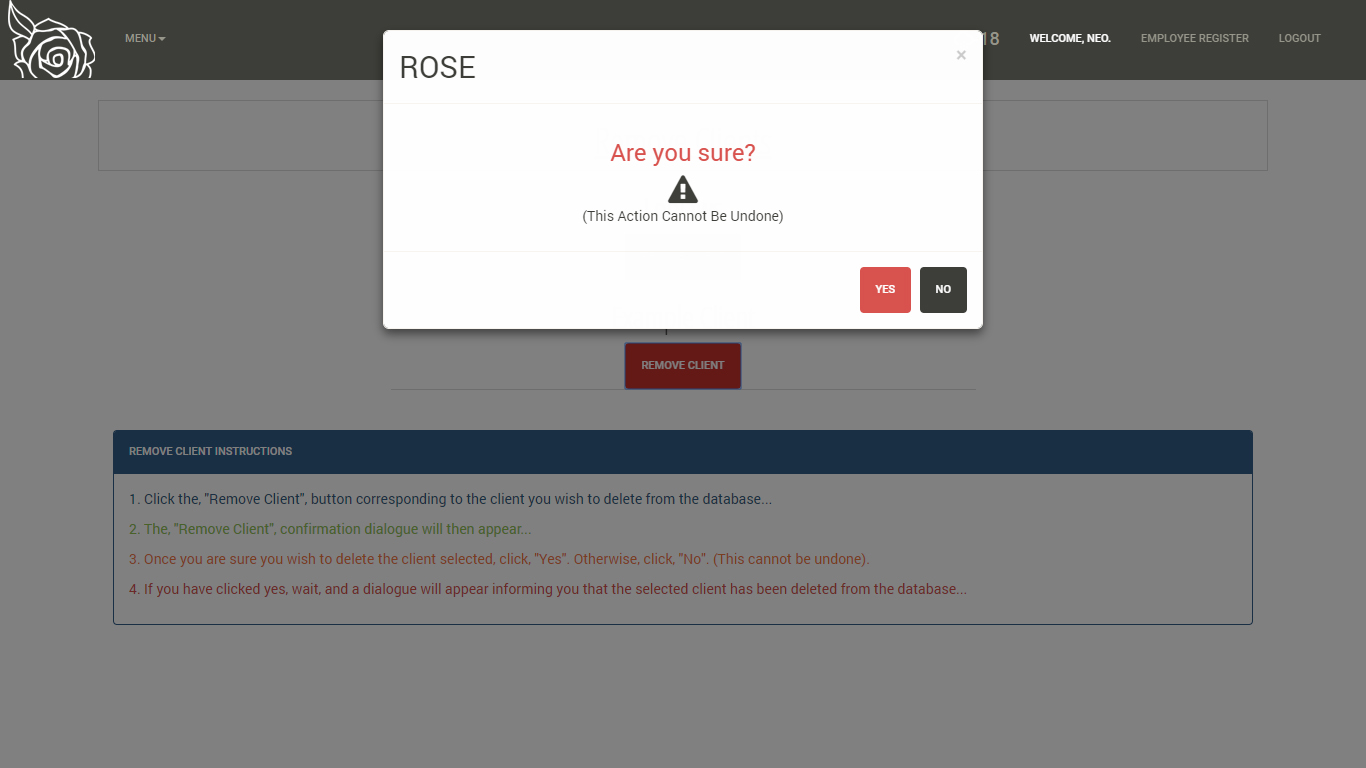 MENU
18
WELCOME, NEO.
EMPLOYEE REGISTER
LOGOUT
ROSE
×
Are you sure?
(This Action Cannot Be Undone)
YES
NO
REMOVE CLIENT
REMOVE CLIENT INSTRUCTIONS
1. Click the, "Remove Client", button corresponding to the client you wish to delete from the database...
2. The, "Remove Client", confirmation dialogue will then appear...
3. Once you are sure you wish to delete the client selected, click, "Yes". Otherwise, click, "No". (This cannot be undone).
4. If you have clicked yes, wait, and a dialogue will appear informing you that the selected client has been deleted from the database...